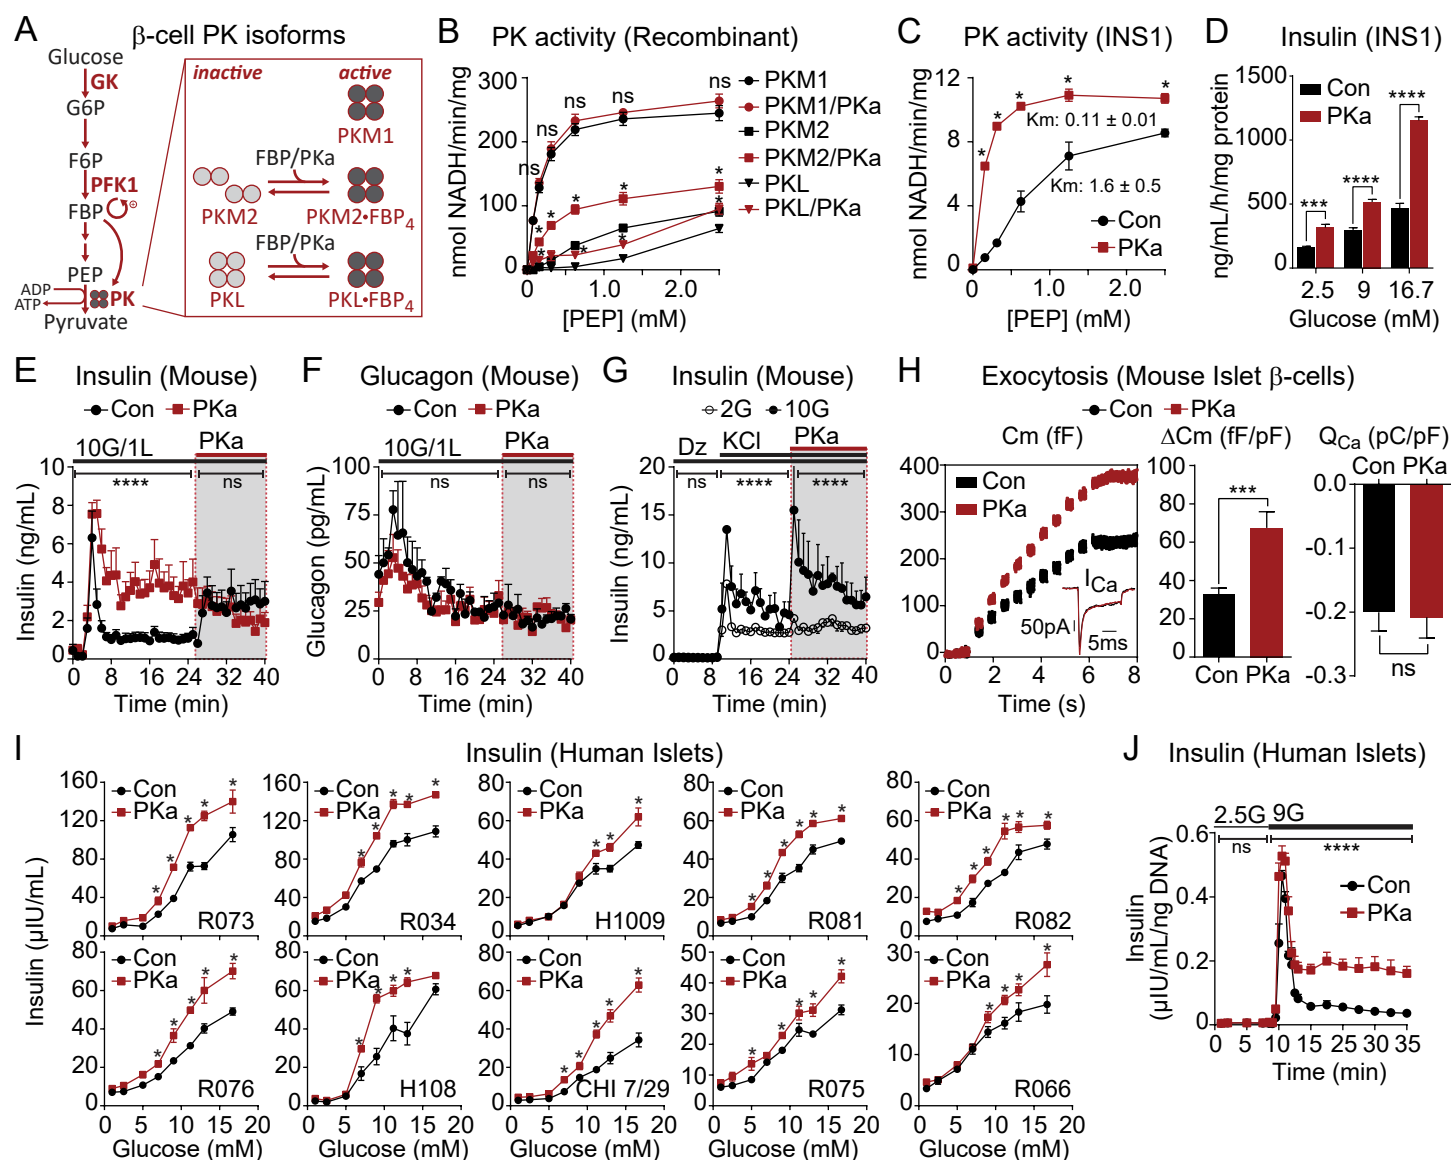 A
β-cell PK isoforms
Glucose
GK
G6P
F6P
PFK1
FBP
⊕
PEP
ADP
ATP
PK
Pyruvate
inactive
active
PKM1
FBP/PKa
PKM2
PKM2•FBP4
FBP/PKa
PKL
PKL•FBP4
B
PK activity (Recombinant)
nmol NADH/min/mg
300
200
100
0
ns
ns
ns
ns
ns
* * * * *
* * * *
PKM1
PKM1/PKa
PKM2
PKM2/PKa
PKL
PKL/PKa
0 1.0 2.0
[PEP] (mM)
C
PK activity (INS1)
nmol NADH/min/mg
12
8
4
0
* * * * * *
Km: 0.11 ± 0.01
Km: 1.6 ± 0.5
Con
PKa
0 1.0 2.0
[PEP] (mM)
D
Insulin (INS1)
ng/mL/h/mg protein
1500
1000
500
0
Con
PKa
***
****
****
2.5 9 16.7
Glucose (mM)
E
Insulin (Mouse)
Con PKa
10G/1L
PKa
****
ns
Insulin (ng/mL)
10
8
6
4
2
0
0 8 16 24 32 40
Time (min)
F
Glucagon (Mouse)
Con PKa
10G/1L
PKa
ns
ns
Glucagon (pg/mL)
100
75
50
25
0
0 8 16 24 32 40
Time (min)
G
Insulin (Mouse)
2G 10G
Dz
KCl
PKa
ns
****
****
Insuilin (ng/mL)
20
15
10
5
0
0 8 16 24 32 40
Time (min)
H
Exocytosis (Mouse Islet β-cells)
Con PKa
Cm (fF)
400
300
200
100
0
Con
PKa
ICa
50pA
5ms
0 2 4 6 8
Time (s)
ΔCm (fF/pF)
100
80
60
40
20
0
***
Con PKa
QCa (pC/pF)
Con PKa
0.0
-0.1
-0.2
-0.3
ns
I
Insulin (Human Islets)
Insulin (µIU/mL)
160
120
80
40
0
Con
PKa
* * * * *
R073
160
120
80
40
0
Con
PKa
* * * * *
R034
80
60
40
20
0
Con
PKa
* * *
H1009
80
60
40
20
0
Con
PKa
* * * * * *
R081
80
60
40
20
0
Con
PKa
* * * * * *
R082
80
60
40
20
0
Con
PKa
* * * * *
R076
0 5 10 15 20
Glucose (mM)
80
60
40
20
0
Con
PKa
* * * *
H108
0 5 10 15 20
Glucose (mM)
80
60
40
20
0
Con
PKa
* * * * *
CHI 7/29
0 5 10 15 20
Glucose (mM)
50
40
30
20
10
0
Con
PKa
* * * * *
R075
0 5 10 15 20
Glucose (mM)
30
20
10
0
Con
PKa
* * * *
R066
0 5 10 15 20
Glucose (mM)
J
Insulin (Human Islets)
2.5G 9G
ns
****
Con
PKa
Insulin
(µIU/mL/ng DNA)
0.6
0.4
0.2
0
0 5 10 15 25 30 35
Time (min)